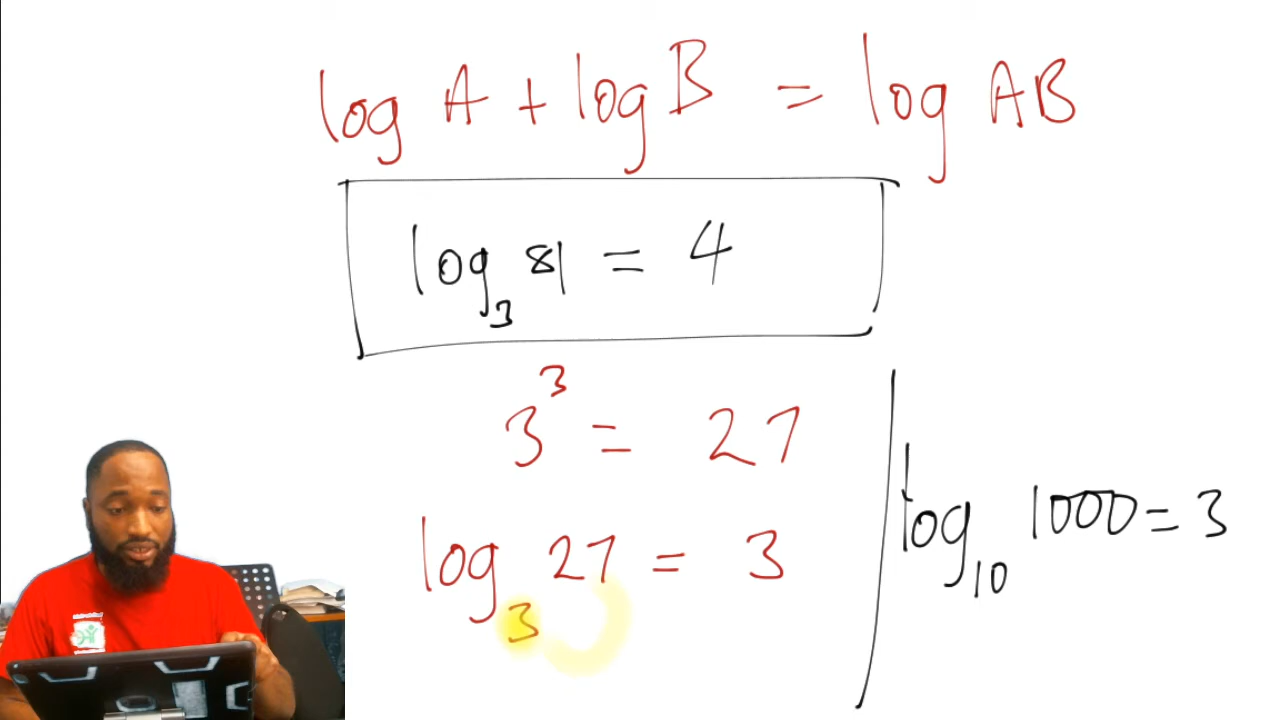 log A + log B = log AB
log₃ 81 = 4
3³ = 27
log₃ 27 = 3
log₁₀ 1000 = 3